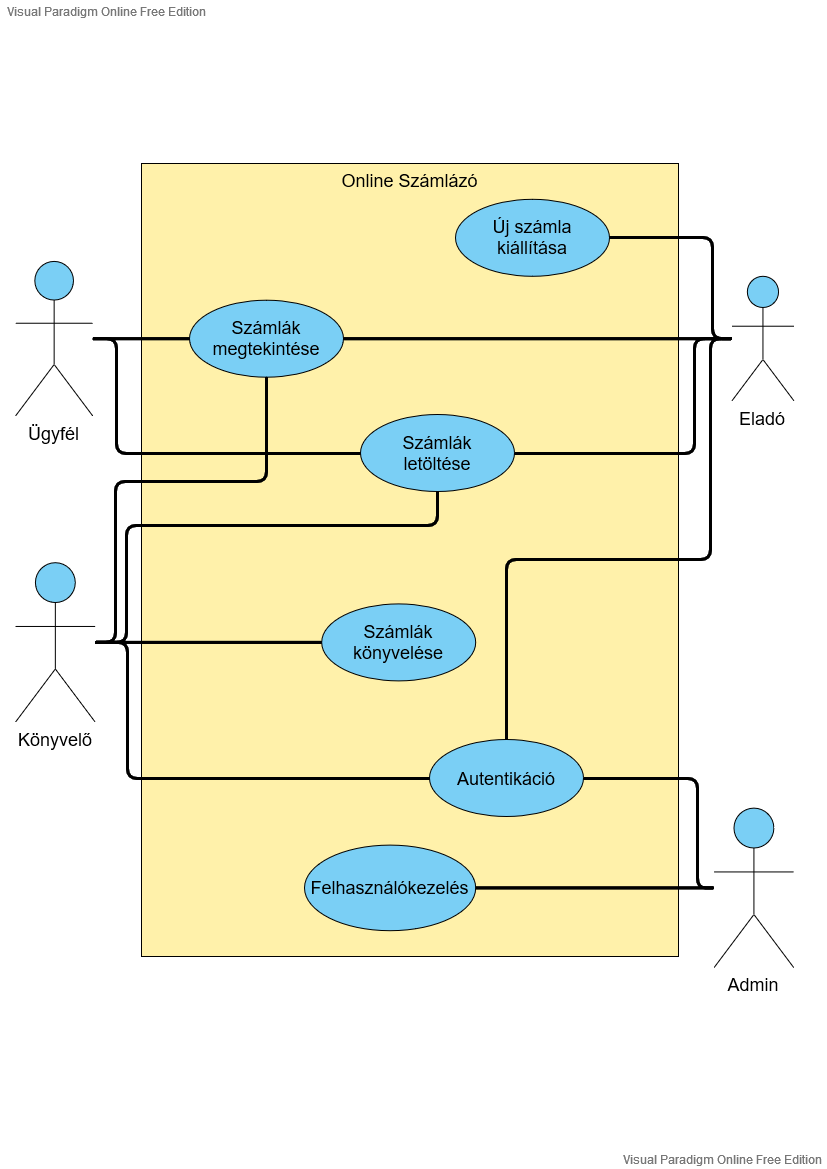 Visual Paradigm Online Free Edition
Online Számlázó
Új számla
kiállítása
Számlák
megtekintése
Eladó
Ügyfél
Számlák
letöltése
Számlák
könyvelése
Könyvelő
Autentikáció
Felhasználókezelés
Admin
Visual Paradigm Online Free Edition